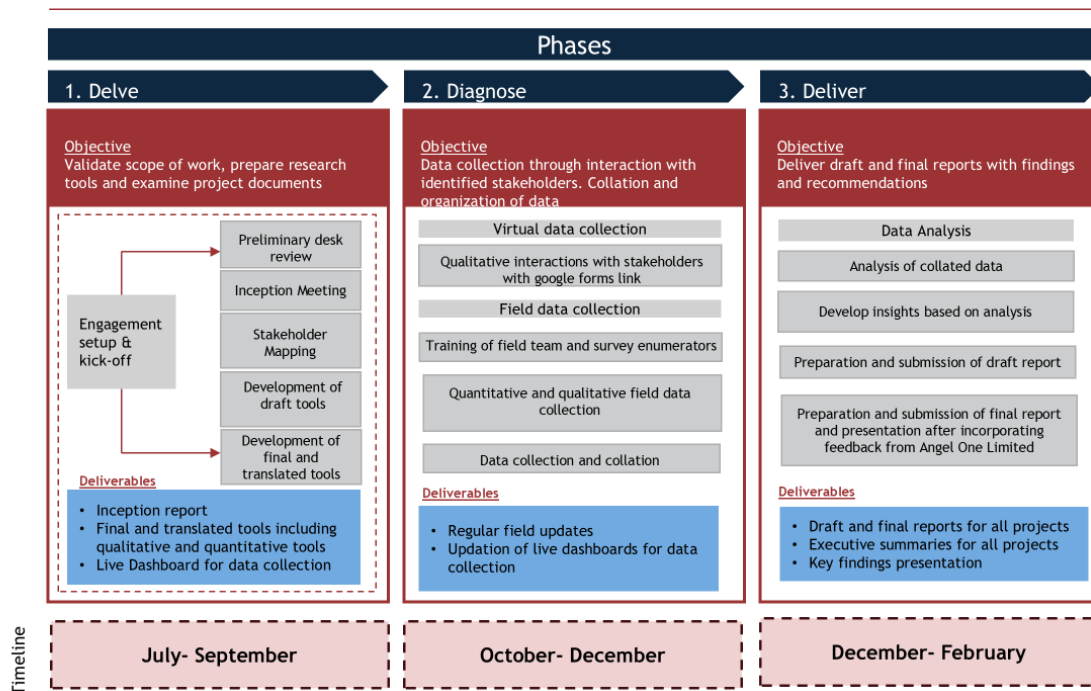 Phases
1. Delve
Objective
Validate scope of work, prepare research
tools and examine project documents
Engagement
setup &
kick-off
Preliminary desk
review
Inception Meeting
Stakeholder
Mapping
Development of
draft tools
Development of
final and
translated tools
Deliverables
• Inception report
• Final and translated tools including
qualitative and quantitative tools
• Live Dashboard for data collection
2. Diagnose
Objective
Data collection through interaction with
identified stakeholders. Collation and
organization of data
Virtual data collection
Qualitative interactions with stakeholders
with google forms link
Field data collection
Training of field team and survey enumerators
Quantitative and qualitative field data
collection
Data collection and collation
Deliverables
• Regular field updates
• Updation of live dashboards for data
collection
3. Deliver
Objective
Deliver draft and final reports with findings
and recommendations
Data Analysis
Analysis of collated data
Develop insights based on analysis
Preparation and submission of draft report
Preparation and submission of final report
and presentation after incorporating
feedback from Angel One Limited
Deliverables
• Draft and final reports for all projects
• Executive summaries for all projects
• Key findings presentation
Timeline
July- September
October- December
December- February